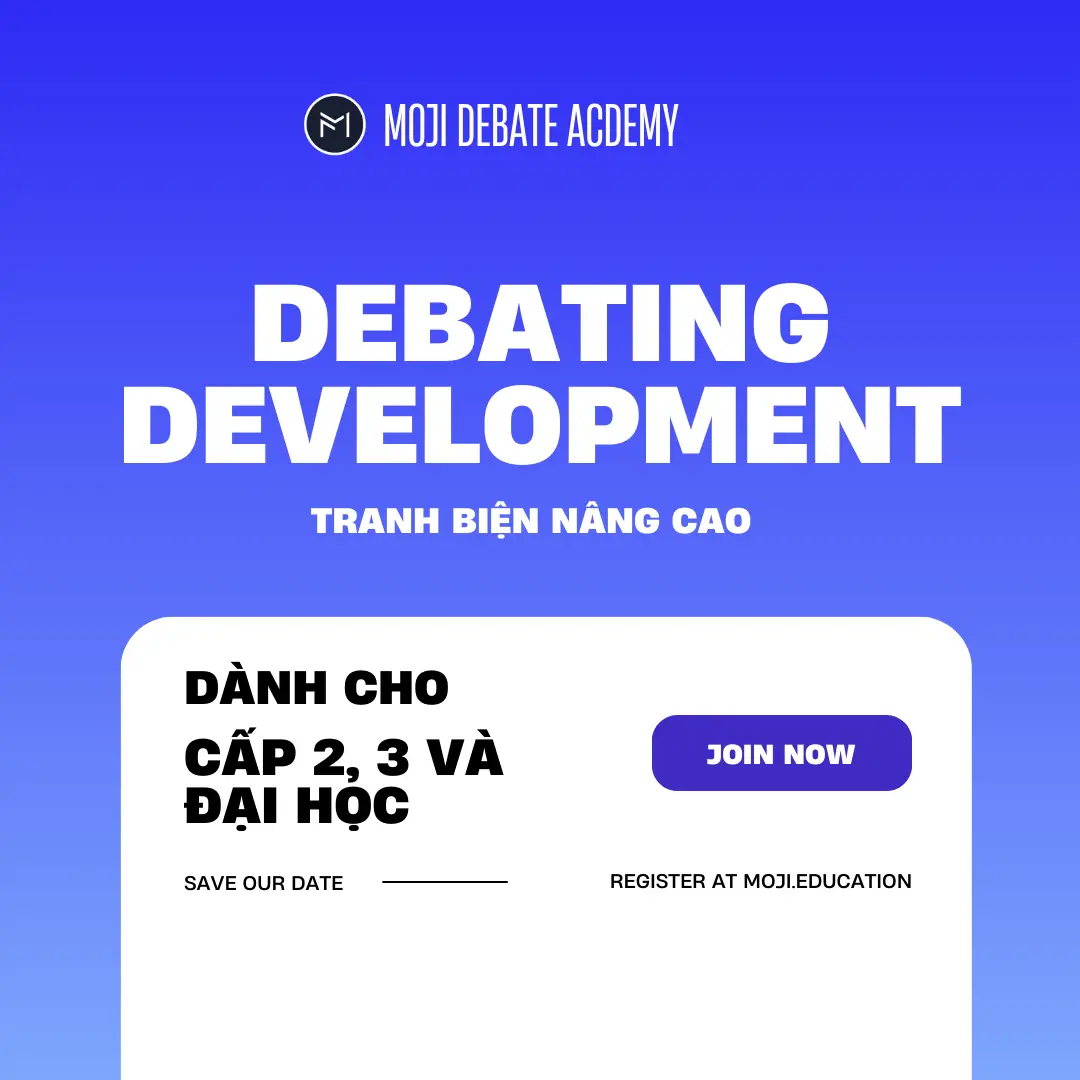 MOJI DEBATE ACDEMY
DEBATING
DEVELOPMENT
TRANH BIỆN NÂNG CAO
DÀNH CHO
CẤP 2, 3 VÀ
ĐẠI HỌC
JOIN NOW
SAVE OUR DATE
REGISTER AT MOJI.EDUCATION